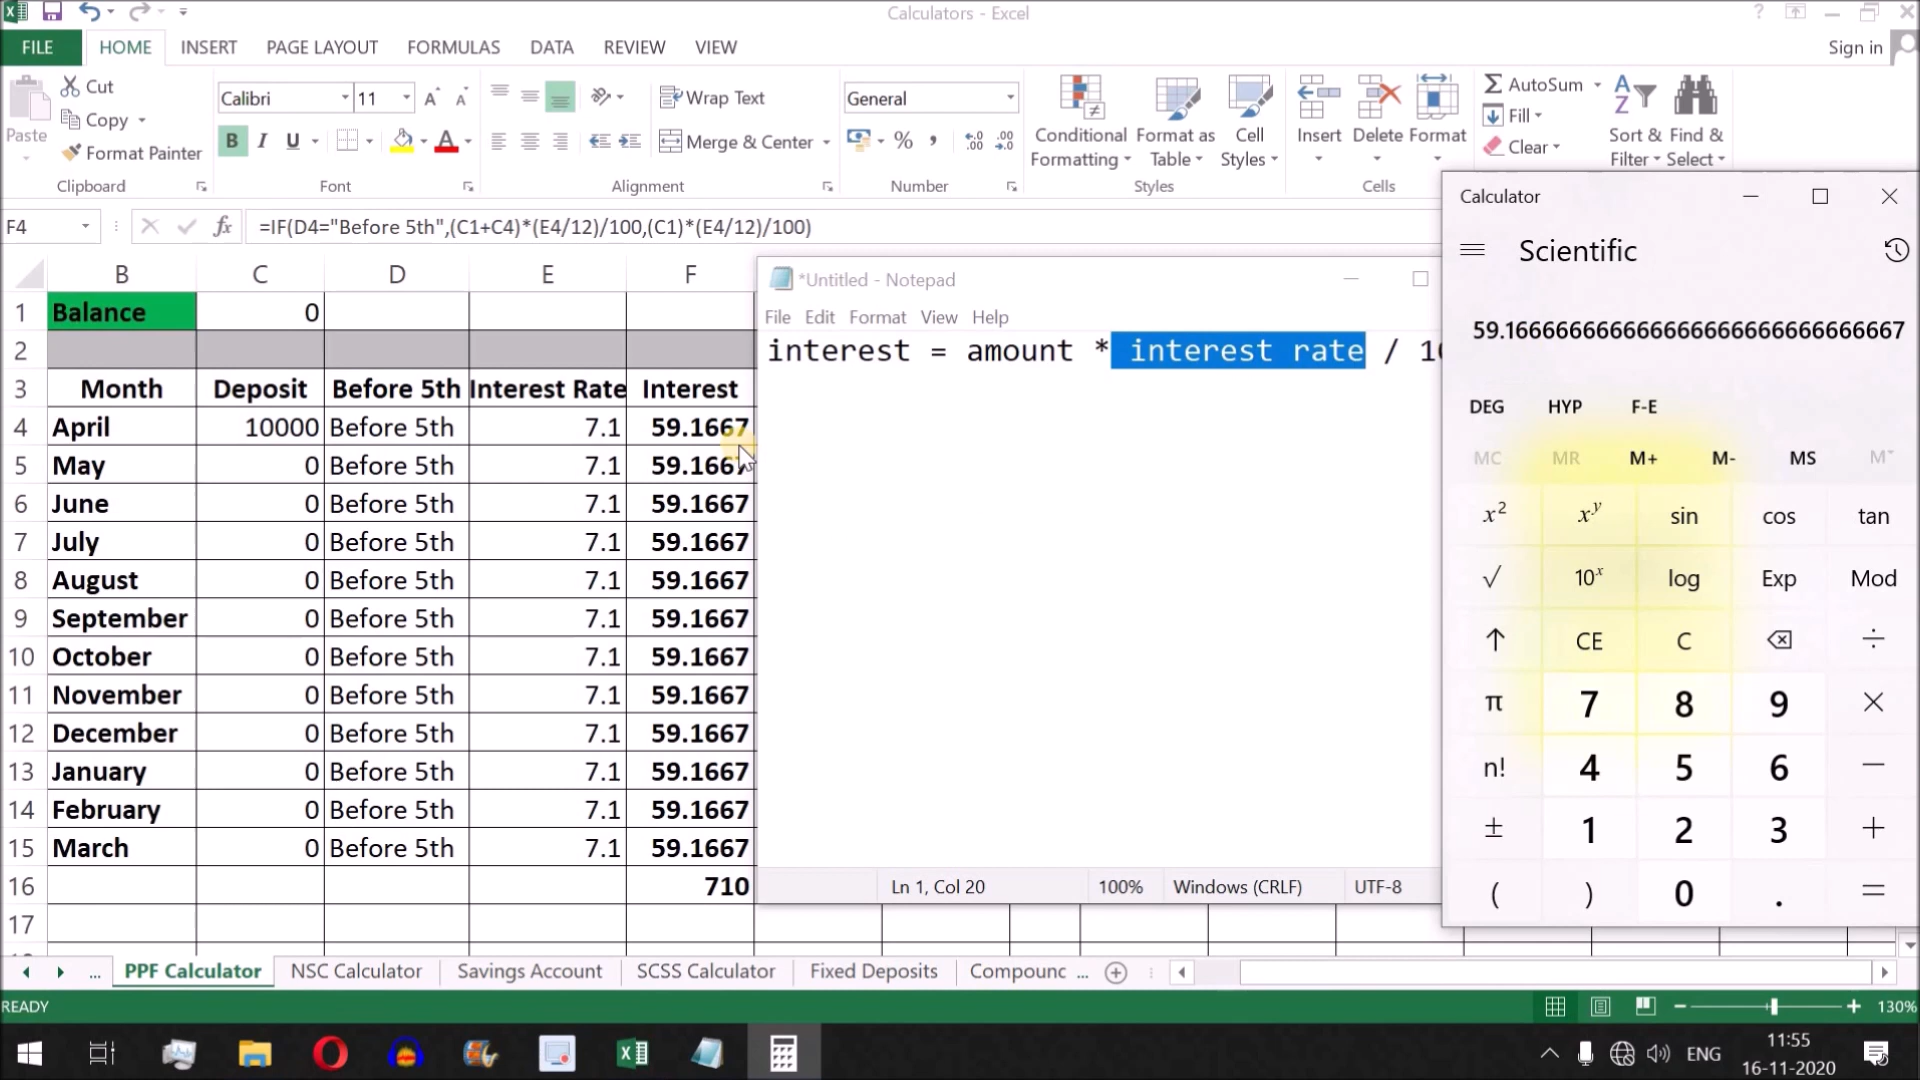 Calculators - Excel
?
FILE HOME INSERT PAGE LAYOUT FORMULAS DATA REVIEW VIEW Sign in
Paste Cut Copy Format Painter
Clipboard
Calibri 11
B I U
Font
Wrap Text
Merge & Center
Alignment
General
%
Number
Conditional Formatting
Format as Table
Cell Styles
Styles
Insert Delete Format
Cells
AutoSum
Fill
Clear
Sort & Filter
Find & Select
F4 fx =IF(D4="Before 5th",(C1+C4)*(E4/12)/100,(C1)*(E4/12)/100)
B C D E F
1 Balance 0
2
3 Month Deposit Before 5th Interest Rate Interest
4 April 10000 Before 5th 7.1 59.1667
5 May 0 Before 5th 7.1 59.1667
6 June 0 Before 5th 7.1 59.1667
7 July 0 Before 5th 7.1 59.1667
8 August 0 Before 5th 7.1 59.1667
9 September 0 Before 5th 7.1 59.1667
10 October 0 Before 5th 7.1 59.1667
11 November 0 Before 5th 7.1 59.1667
12 December 0 Before 5th 7.1 59.1667
13 January 0 Before 5th 7.1 59.1667
14 February 0 Before 5th 7.1 59.1667
15 March 0 Before 5th 7.1 59.1667
16 710
17
*Untitled - Notepad
File Edit Format View Help
interest = amount * interest rate / 10
Ln 1, Col 20 100% Windows (CRLF) UTF-8
Calculator
Scientific
59.166666666666666666666666666667
DEG HYP F-E
MC MR M+ M- MS M˅
x² xʸ sin cos tan
√ 10ˣ log Exp Mod
↑ CE C ⌫ ÷
π 7 8 9 ×
n! 4 5 6 −
± 1 2 3 +
( ) 0 . =
... PPF Calculator NSC Calculator Savings Account SCSS Calculator Fixed Deposits Compounc ...
READY 130%
ENG 11:55
16-11-2020